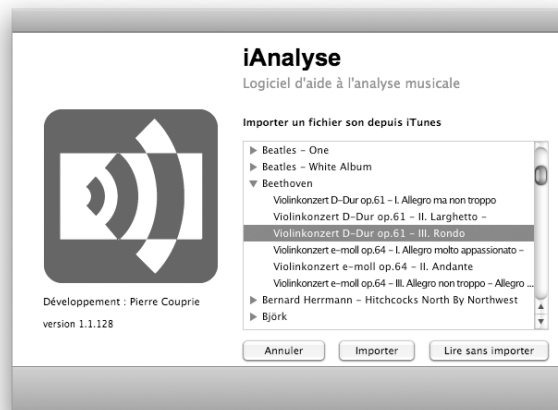 iAnalyse
Logiciel d'aide à l'analyse musicale
Importer un fichier son depuis iTunes
Beatles – One
Beatles – White Album
Beethoven
Violinkonzert D–Dur op.61 – I. Allegro ma non troppo
Violinkonzert D–Dur op.61 – II. Larghetto –
Violinkonzert D–Dur op.61 – III. Rondo
Violinkonzert e–moll op.64 – I. Allegro molto appassionato –
Violinkonzert e–moll op.64 – II. Andante
Violinkonzert e–moll op.64 – III. Allegro non troppo – Allegro ...
Bernard Herrmann – Hitchcocks North By Northwest
Björk
Développement : Pierre Couprie
version 1.1.128
Annuler
Importer
Lire sans importer